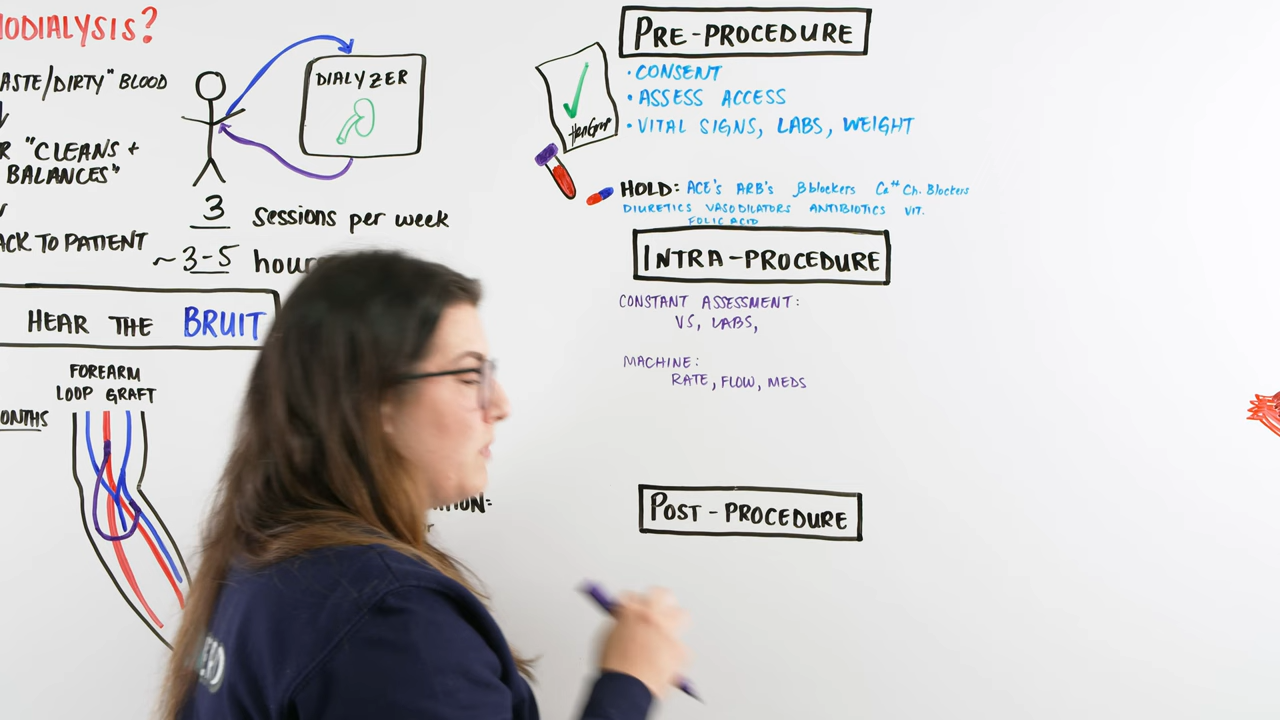 ODIALYSIS?
ASTE/DIRTY" BLOOD
R "CLEANS +
BALANCES"
ACK TO PATIENT
DIALYZER
3 sessions per week
~3-5 hour
HEAR THE BRUIT
FOREARM
LOOP GRAFT
ONTHS
PRE-PROCEDURE
• CONSENT
• ASSESS ACCESS
• VITAL SIGNS, LABS, WEIGHT
HOLD: ACE's ARB's βblockers Ca++ Ch. Blockers
DIURETICS VASODILATORS ANTIBIOTICS VIT.
FOLIC ACID
INTRA-PROCEDURE
CONSTANT ASSESSMENT:
VS, LABS,
MACHINE:
RATE, FLOW, MEDS
POST-PROCEDURE